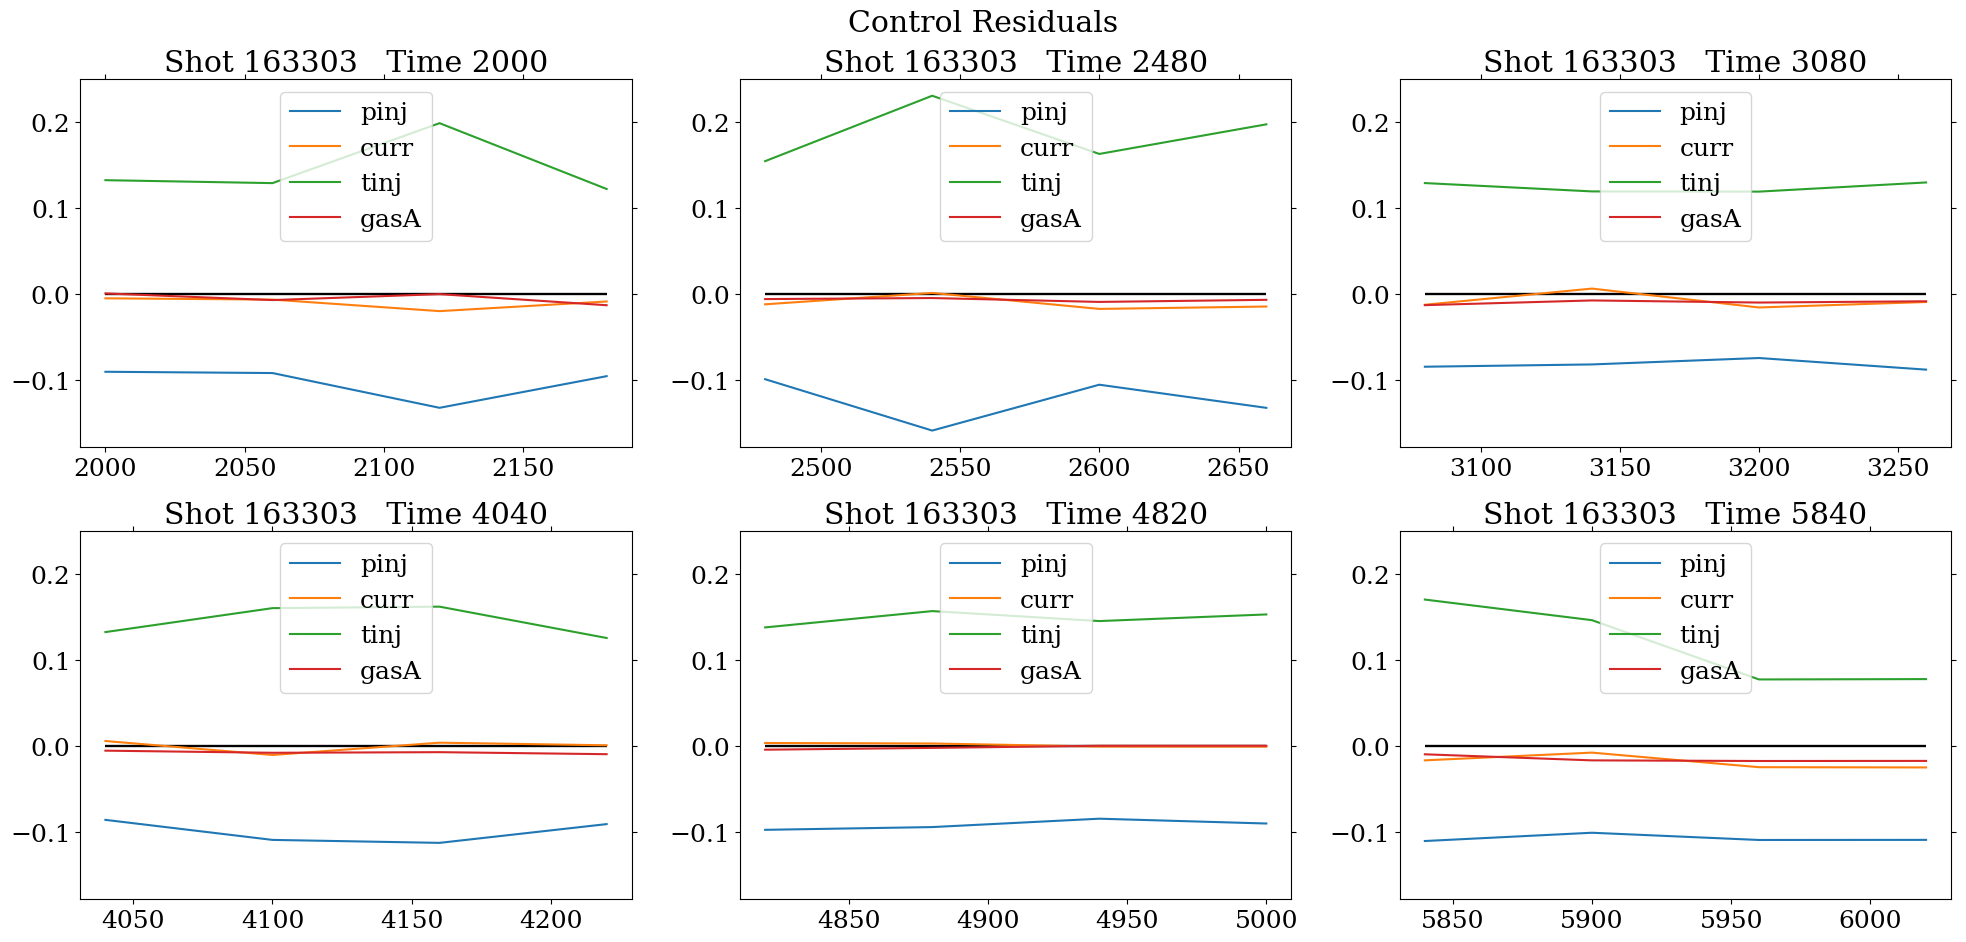 Control Residuals
Shot 163303   Time 2000
0.2
0.1
0.0
−0.1
pinj
curr
tinj
gasA
2000 2050 2100 2150
Shot 163303   Time 2480
0.2
0.1
0.0
−0.1
pinj
curr
tinj
gasA
2500 2550 2600 2650
Shot 163303   Time 3080
0.2
0.1
0.0
−0.1
pinj
curr
tinj
gasA
3100 3150 3200 3250
Shot 163303   Time 4040
0.2
0.1
0.0
−0.1
pinj
curr
tinj
gasA
4050 4100 4150 4200
Shot 163303   Time 4820
0.2
0.1
0.0
−0.1
pinj
curr
tinj
gasA
4850 4900 4950 5000
Shot 163303   Time 5840
0.2
0.1
0.0
−0.1
pinj
curr
tinj
gasA
5850 5900 5950 6000